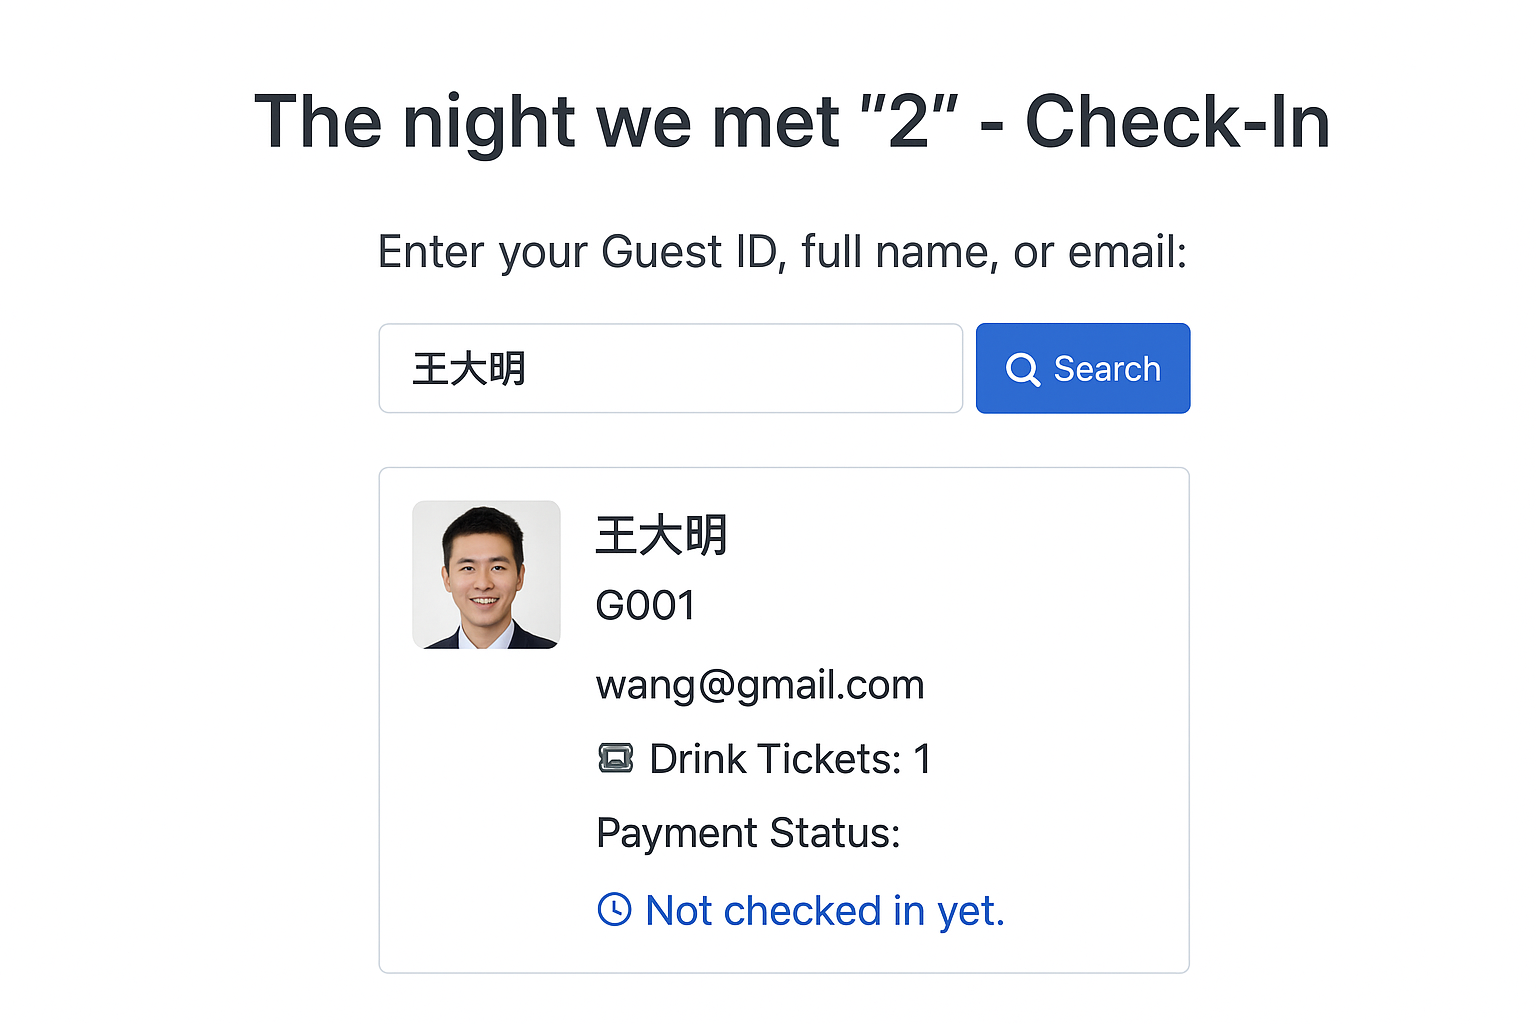 The night we met "2" - Check-In
Enter your Guest ID, full name, or email:
王大明
Search
王大明
G001
wang@gmail.com
Drink Tickets: 1
Payment Status:
Not checked in yet.